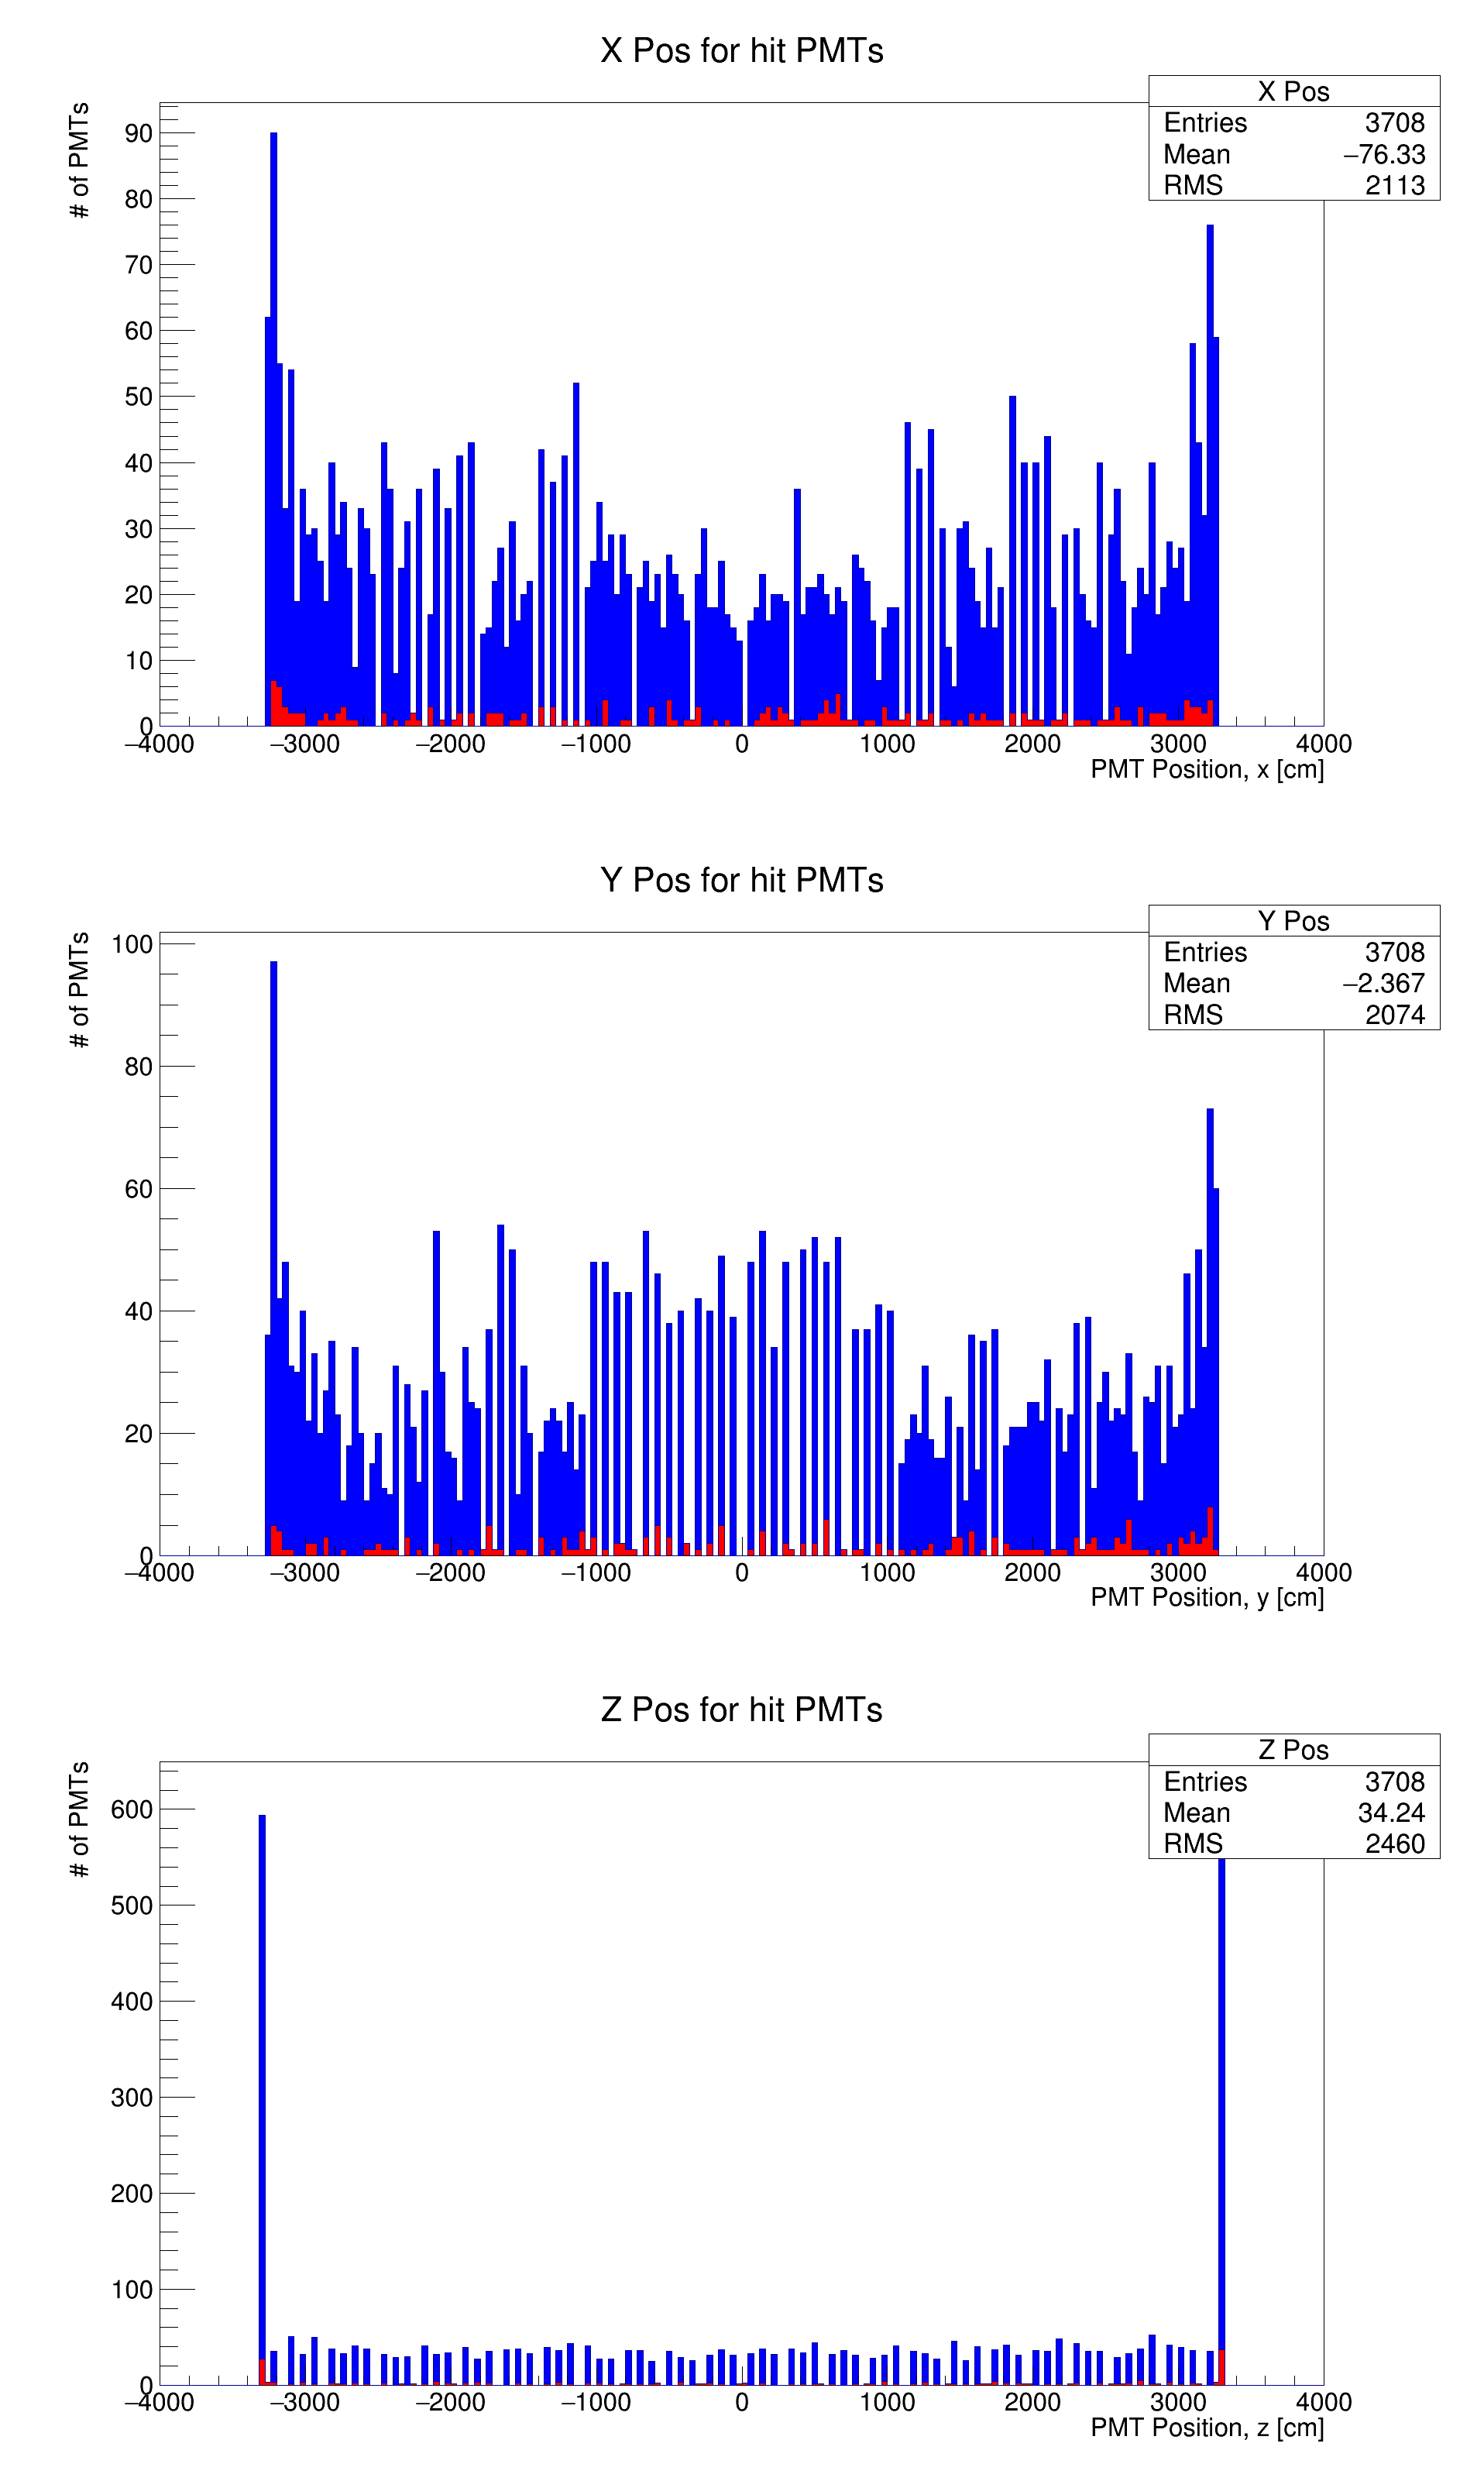 X Pos for hit PMTs
# of PMTs
X Pos
Entries 3708
Mean −76.33
RMS 2113
90
80
70
60
50
40
30
20
10
0
−4000 −3000 −2000 −1000 0 1000 2000 3000 4000
PMT Position, x [cm]
Y Pos for hit PMTs
# of PMTs
Y Pos
Entries 3708
Mean −2.367
RMS 2074
100
80
60
40
20
0
−4000 −3000 −2000 −1000 0 1000 2000 3000 4000
PMT Position, y [cm]
Z Pos for hit PMTs
# of PMTs
Z Pos
Entries 3708
Mean 34.24
RMS 2460
600
500
400
300
200
100
0
−4000 −3000 −2000 −1000 0 1000 2000 3000 4000
PMT Position, z [cm]